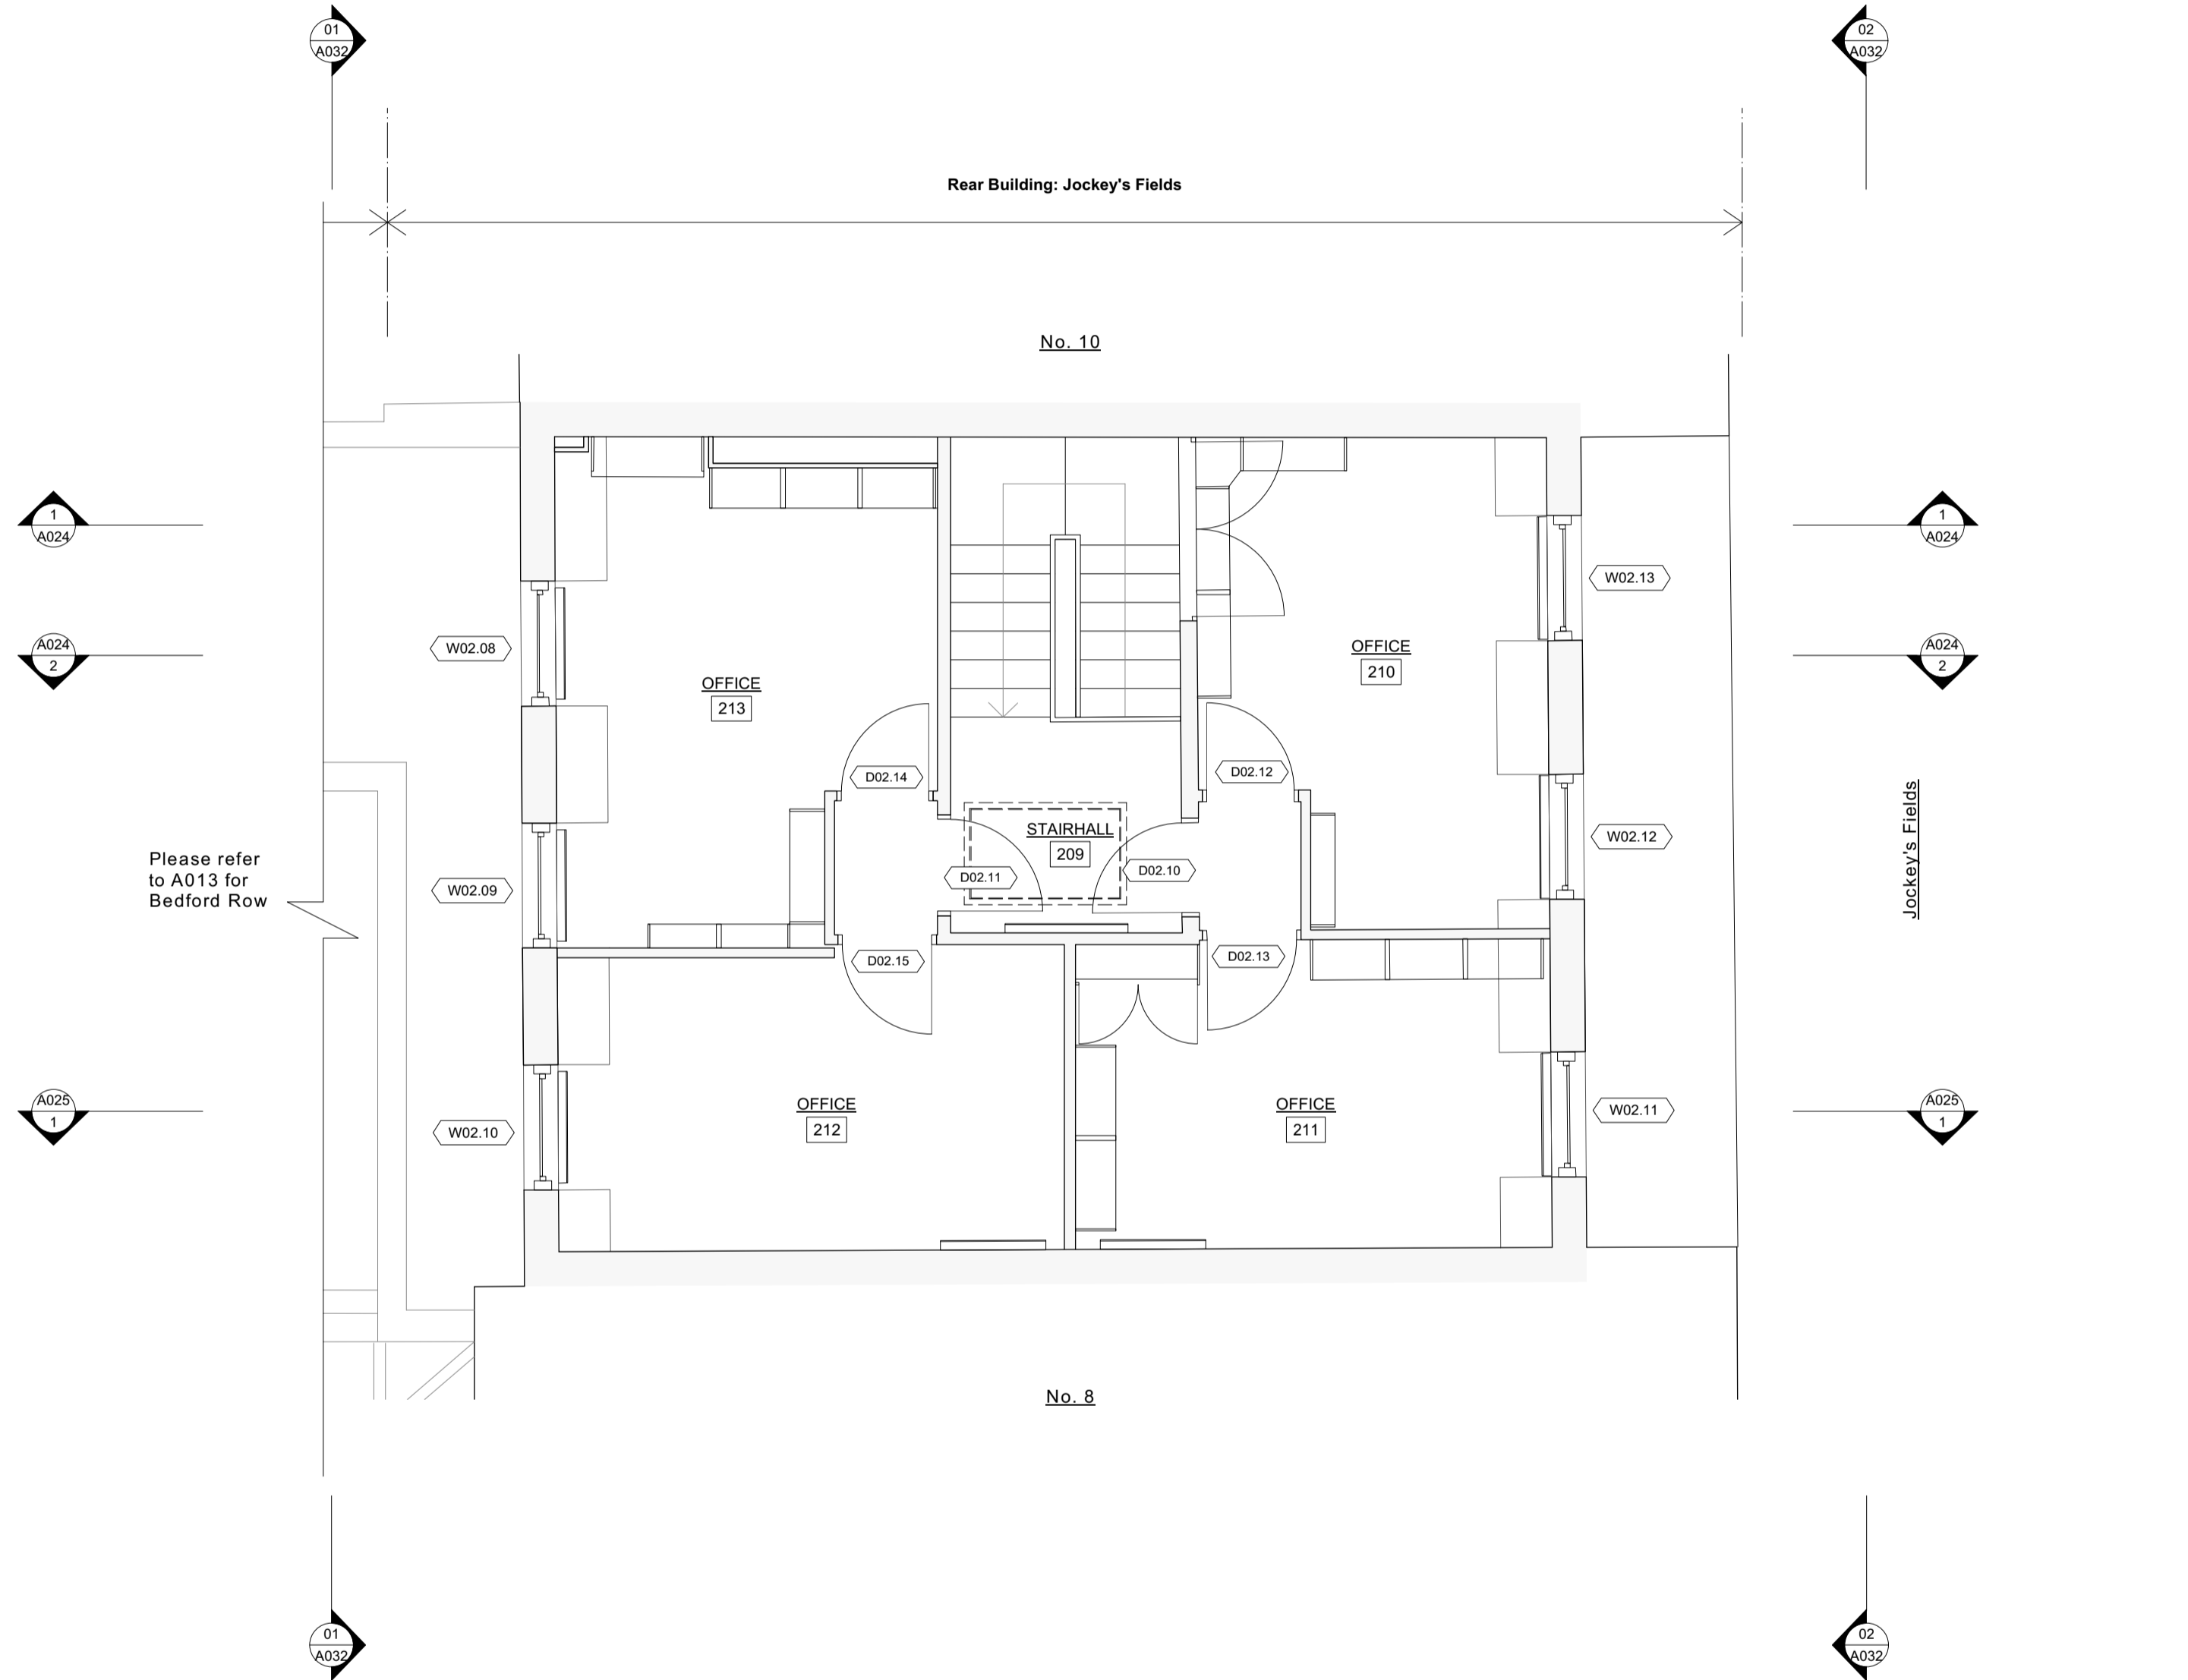 01
A032
02
A032
Rear Building: Jockey's Fields
No. 10
1
A024
1
A024
W02.13
A024
2
W02.08
OFFICE
210
A024
2
OFFICE
213
D02.14
D02.12
STAIRHALL
209
W02.12
Jockey's Fields
Please refer
to A013 for
Bedford Row
W02.09
D02.11
D02.10
D02.15
D02.13
A025
1
W02.10
OFFICE
212
OFFICE
211
W02.11
A025
1
No. 8
01
A032
02
A032